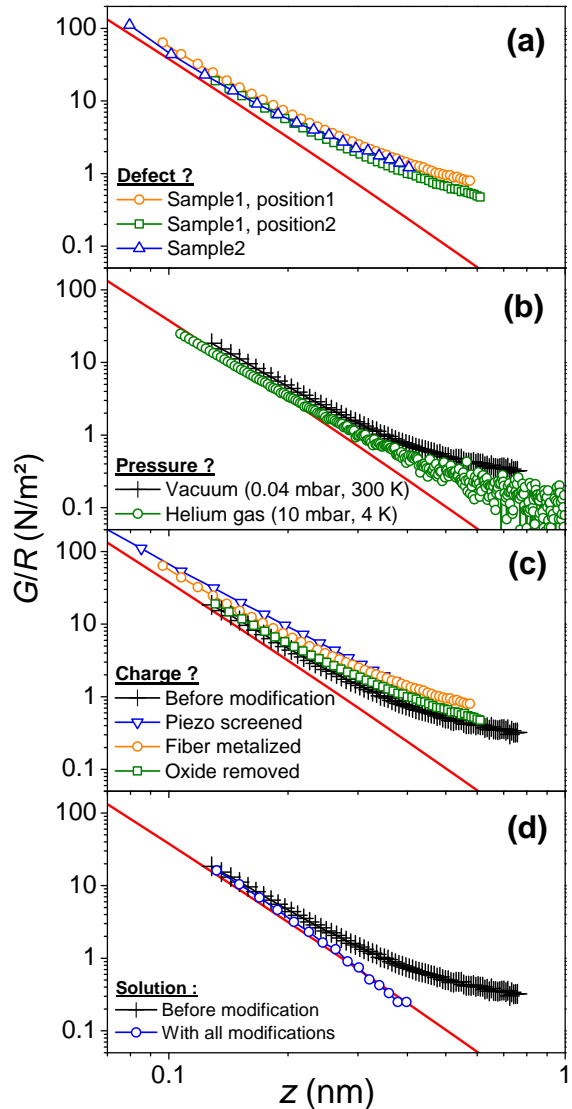 G/R (N/m²)
100
10
1
0.1
(a)
Defect ?
Sample1, position1
Sample1, position2
Sample2
100
10
1
0.1
(b)
Pressure ?
Vacuum (0.04 mbar, 300 K)
Helium gas (10 mbar, 4 K)
100
10
1
0.1
(c)
Charge ?
Before modification
Piezo screened
Fiber metalized
Oxide removed
100
10
1
0.1
(d)
Solution :
Before modification
With all modifications
0.1
1
z (nm)